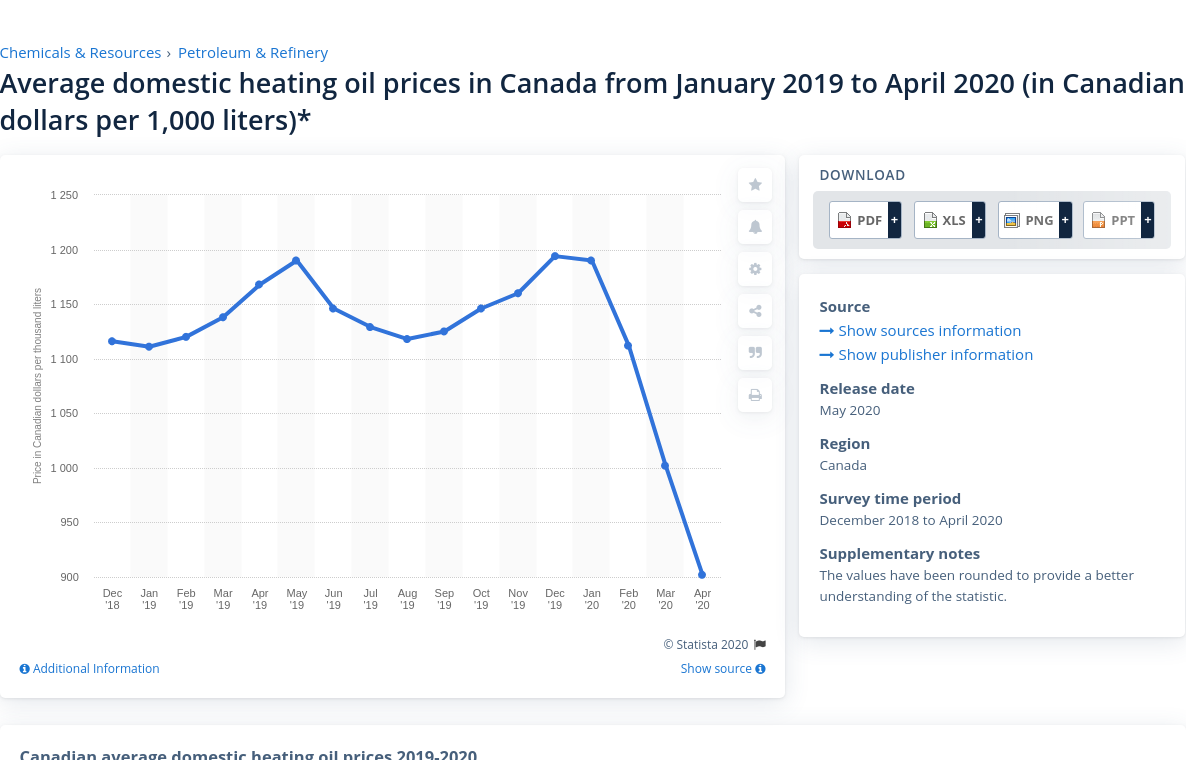 Chemicals & Resources › Petroleum & Refinery
Average domestic heating oil prices in Canada from January 2019 to April 2020 (in Canadian
dollars per 1,000 liters)*
Price in Canadian dollars per thousand liters
1 250
1 200
1 150
1 100
1 050
1 000
950
900
Dec '18
Jan '19
Feb '19
Mar '19
Apr '19
May '19
Jun '19
Jul '19
Aug '19
Sep '19
Oct '19
Nov '19
Dec '19
Jan '20
Feb '20
Mar '20
Apr '20
© Statista 2020
Additional Information
Show source
DOWNLOAD
PDF +
XLS +
PNG +
PPT +
Source
Show sources information
Show publisher information
Release date
May 2020
Region
Canada
Survey time period
December 2018 to April 2020
Supplementary notes
The values have been rounded to provide a better
understanding of the statistic.
Canadian average domestic heating oil prices 2019-2020